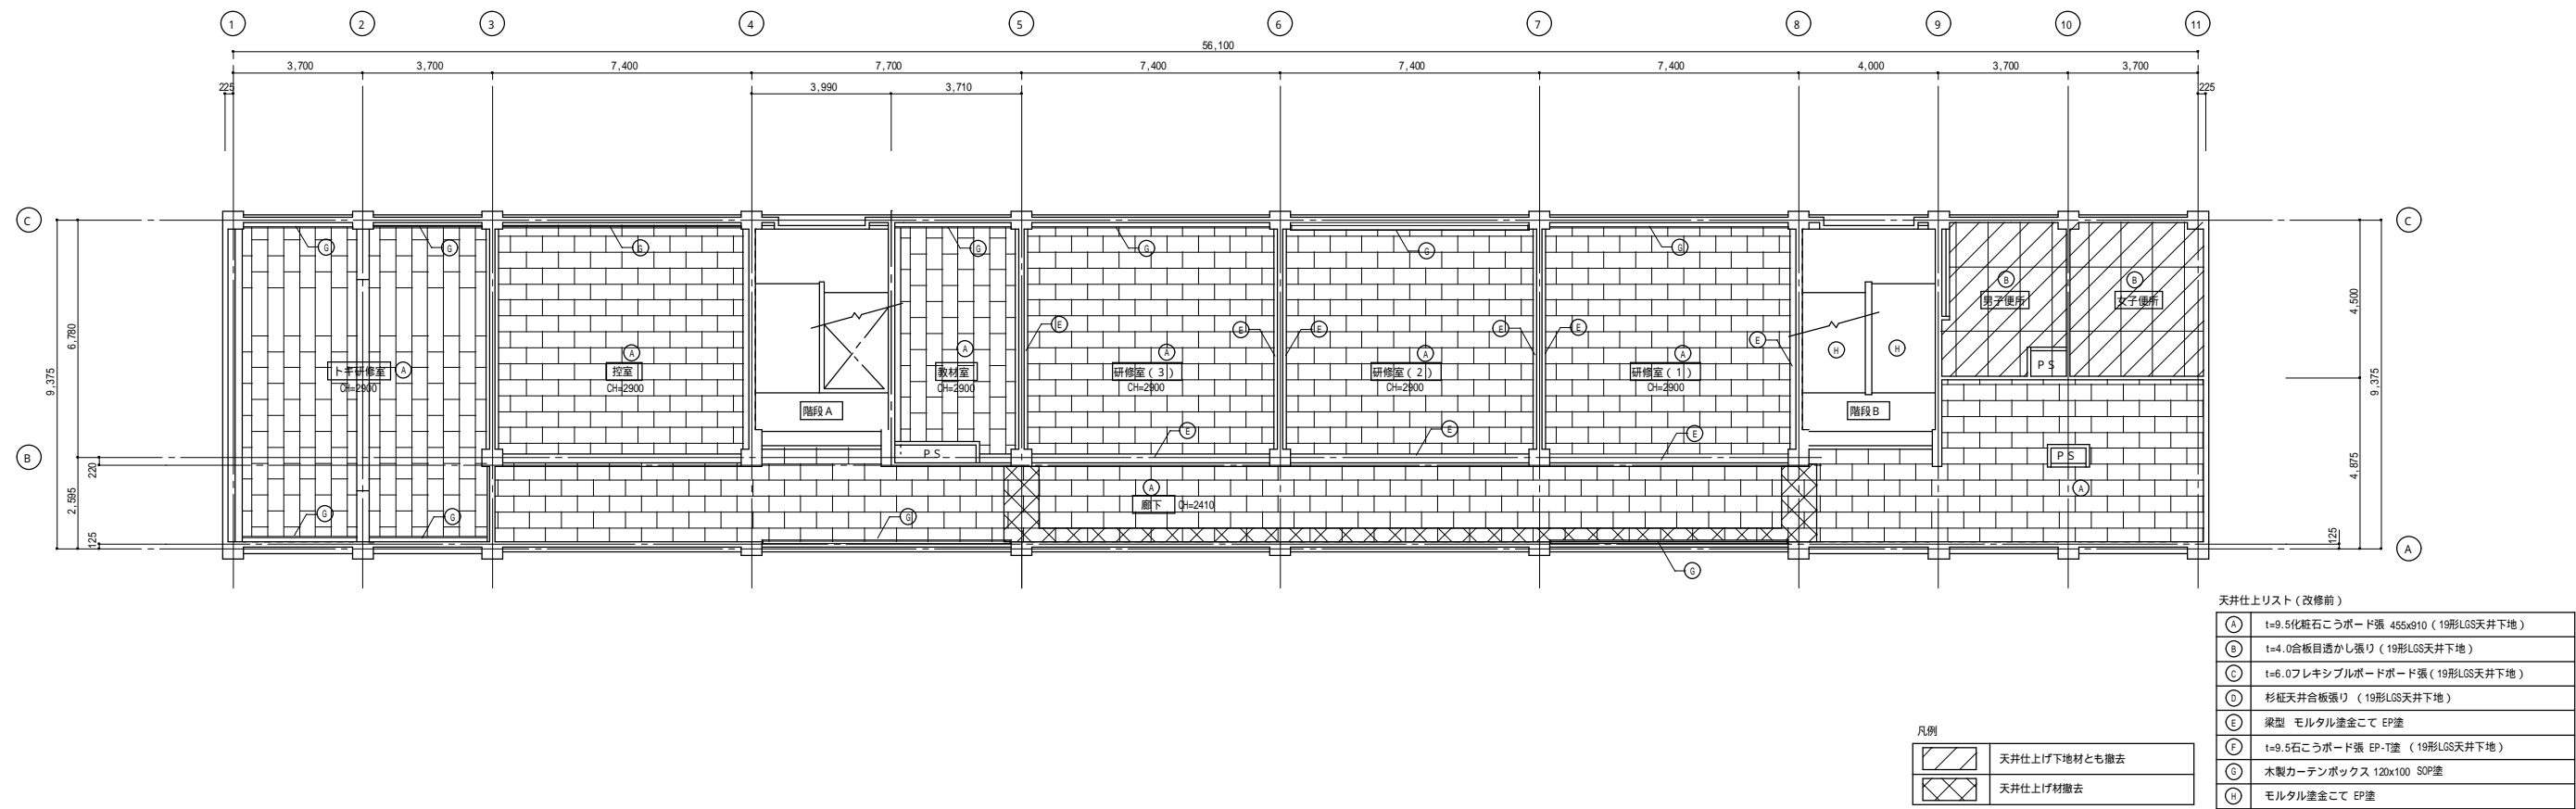 1 2 3 4 5 6 7 8 9 10 11
56,100
3,700 3,700 7,400 7,700 7,400 7,400 7,400 4,000 3,700 3,700
225 3,990 3,710 225
C C
G G G G G G G
B B
男子便所 女子便所
E E E E E E
6,780 4,500
9,375 9,375
A A A A A A
H H
トキ研修室 控室 教材室 研修室(3) 研修室(2) 研修室(1)
CH=2900 CH=2900 CH=2900 CH=2900 CH=2900 CH=2900
PS
階段A 階段B
E E E
B
PS PS
220
2,595 4,875
A A
廊下 CH=2410
G G G
125 125
A
G
天井仕上リスト(改修前)
A t=9.5化粧石こうボード張 455x910(19形LGS天井下地)
B t=4.0合板目透かし張り(19形LGS天井下地)
C t=6.0フレキシブルボードボード張(19形LGS天井下地)
D 杉柾天井合板張り (19形LGS天井下地)
E 梁型 モルタル塗金こて EP塗
F t=9.5石こうボード張 EP-T塗 (19形LGS天井下地)
G 木製カーテンボックス 120x100 SOP塗
H モルタル塗金こて EP塗
凡例
天井仕上げ下地材とも撤去
天井仕上げ材撤去